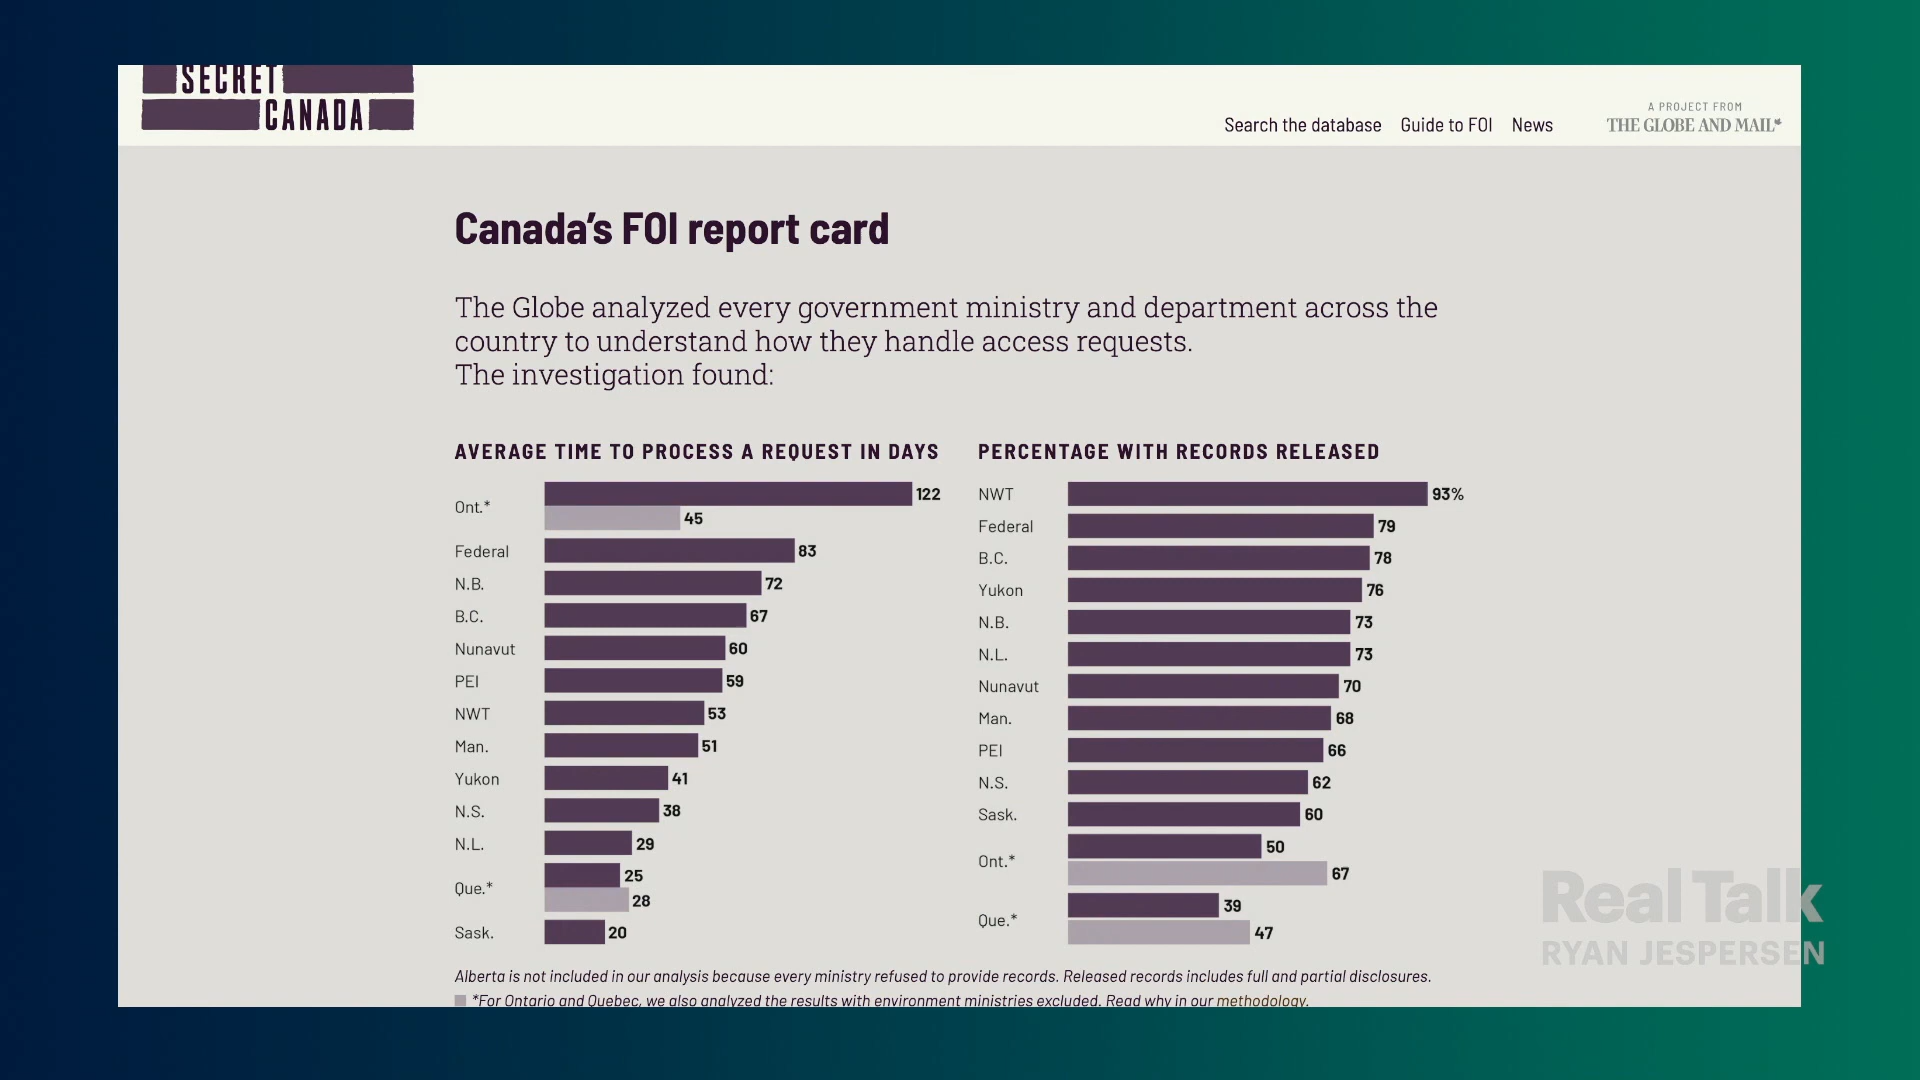 SECRET
CANADA
Search the database Guide to FOI News
A PROJECT FROM
THE GLOBE AND MAIL
Canada's FOI report card
The Globe analyzed every government ministry and department across the
country to understand how they handle access requests.
The investigation found:
AVERAGE TIME TO PROCESS A REQUEST IN DAYS
Ont.* 122
45
Federal 83
N.B. 72
B.C. 67
Nunavut 60
PEI 59
NWT 53
Man. 51
Yukon 41
N.S. 38
N.L. 29
Que.* 25
28
Sask. 20
PERCENTAGE WITH RECORDS RELEASED
NWT 93%
Federal 79
B.C. 78
Yukon 76
N.B. 73
N.L. 73
Nunavut 70
Man. 68
PEI 66
N.S. 62
Sask. 60
Ont.* 50
67
Que.* 39
47
Alberta is not included in our analysis because every ministry refused to provide records. Released records includes full and partial disclosures.
*For Ontario and Quebec, we also analyzed the results with environment ministries excluded. Read why in our methodology.
Real Talk
RYAN JESPERSEN